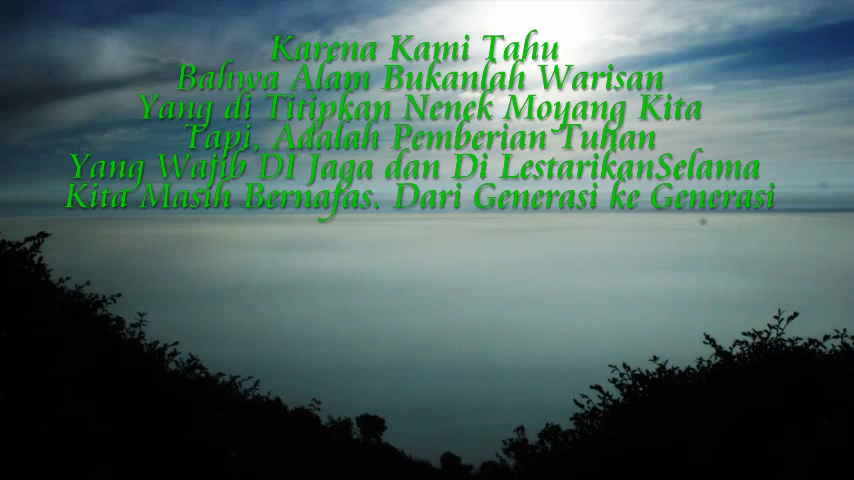 Karena Kami Tahu
Bahwa Alam Bukanlah Warisan
Yang di Titipkan Nenek Moyang Kita
Tapi, Adalah Pemberian Tuhan
Yang Wajib DI Jaga dan Di LestarikanSelama
Kita Masih Bernafas. Dari Generasi ke Generasi